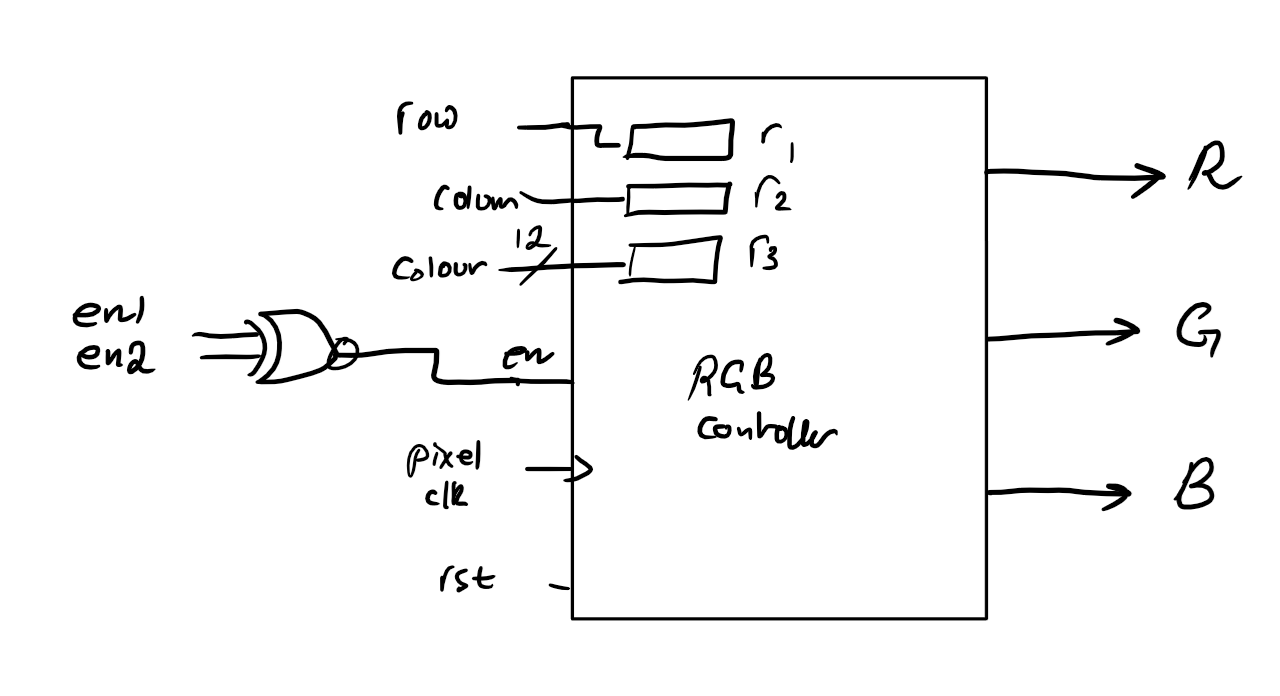 row
r1
Colum
r2
12
Colour
r3
en1
en2
en
RGB
Controller
pixel
clk
rst
R
G
B